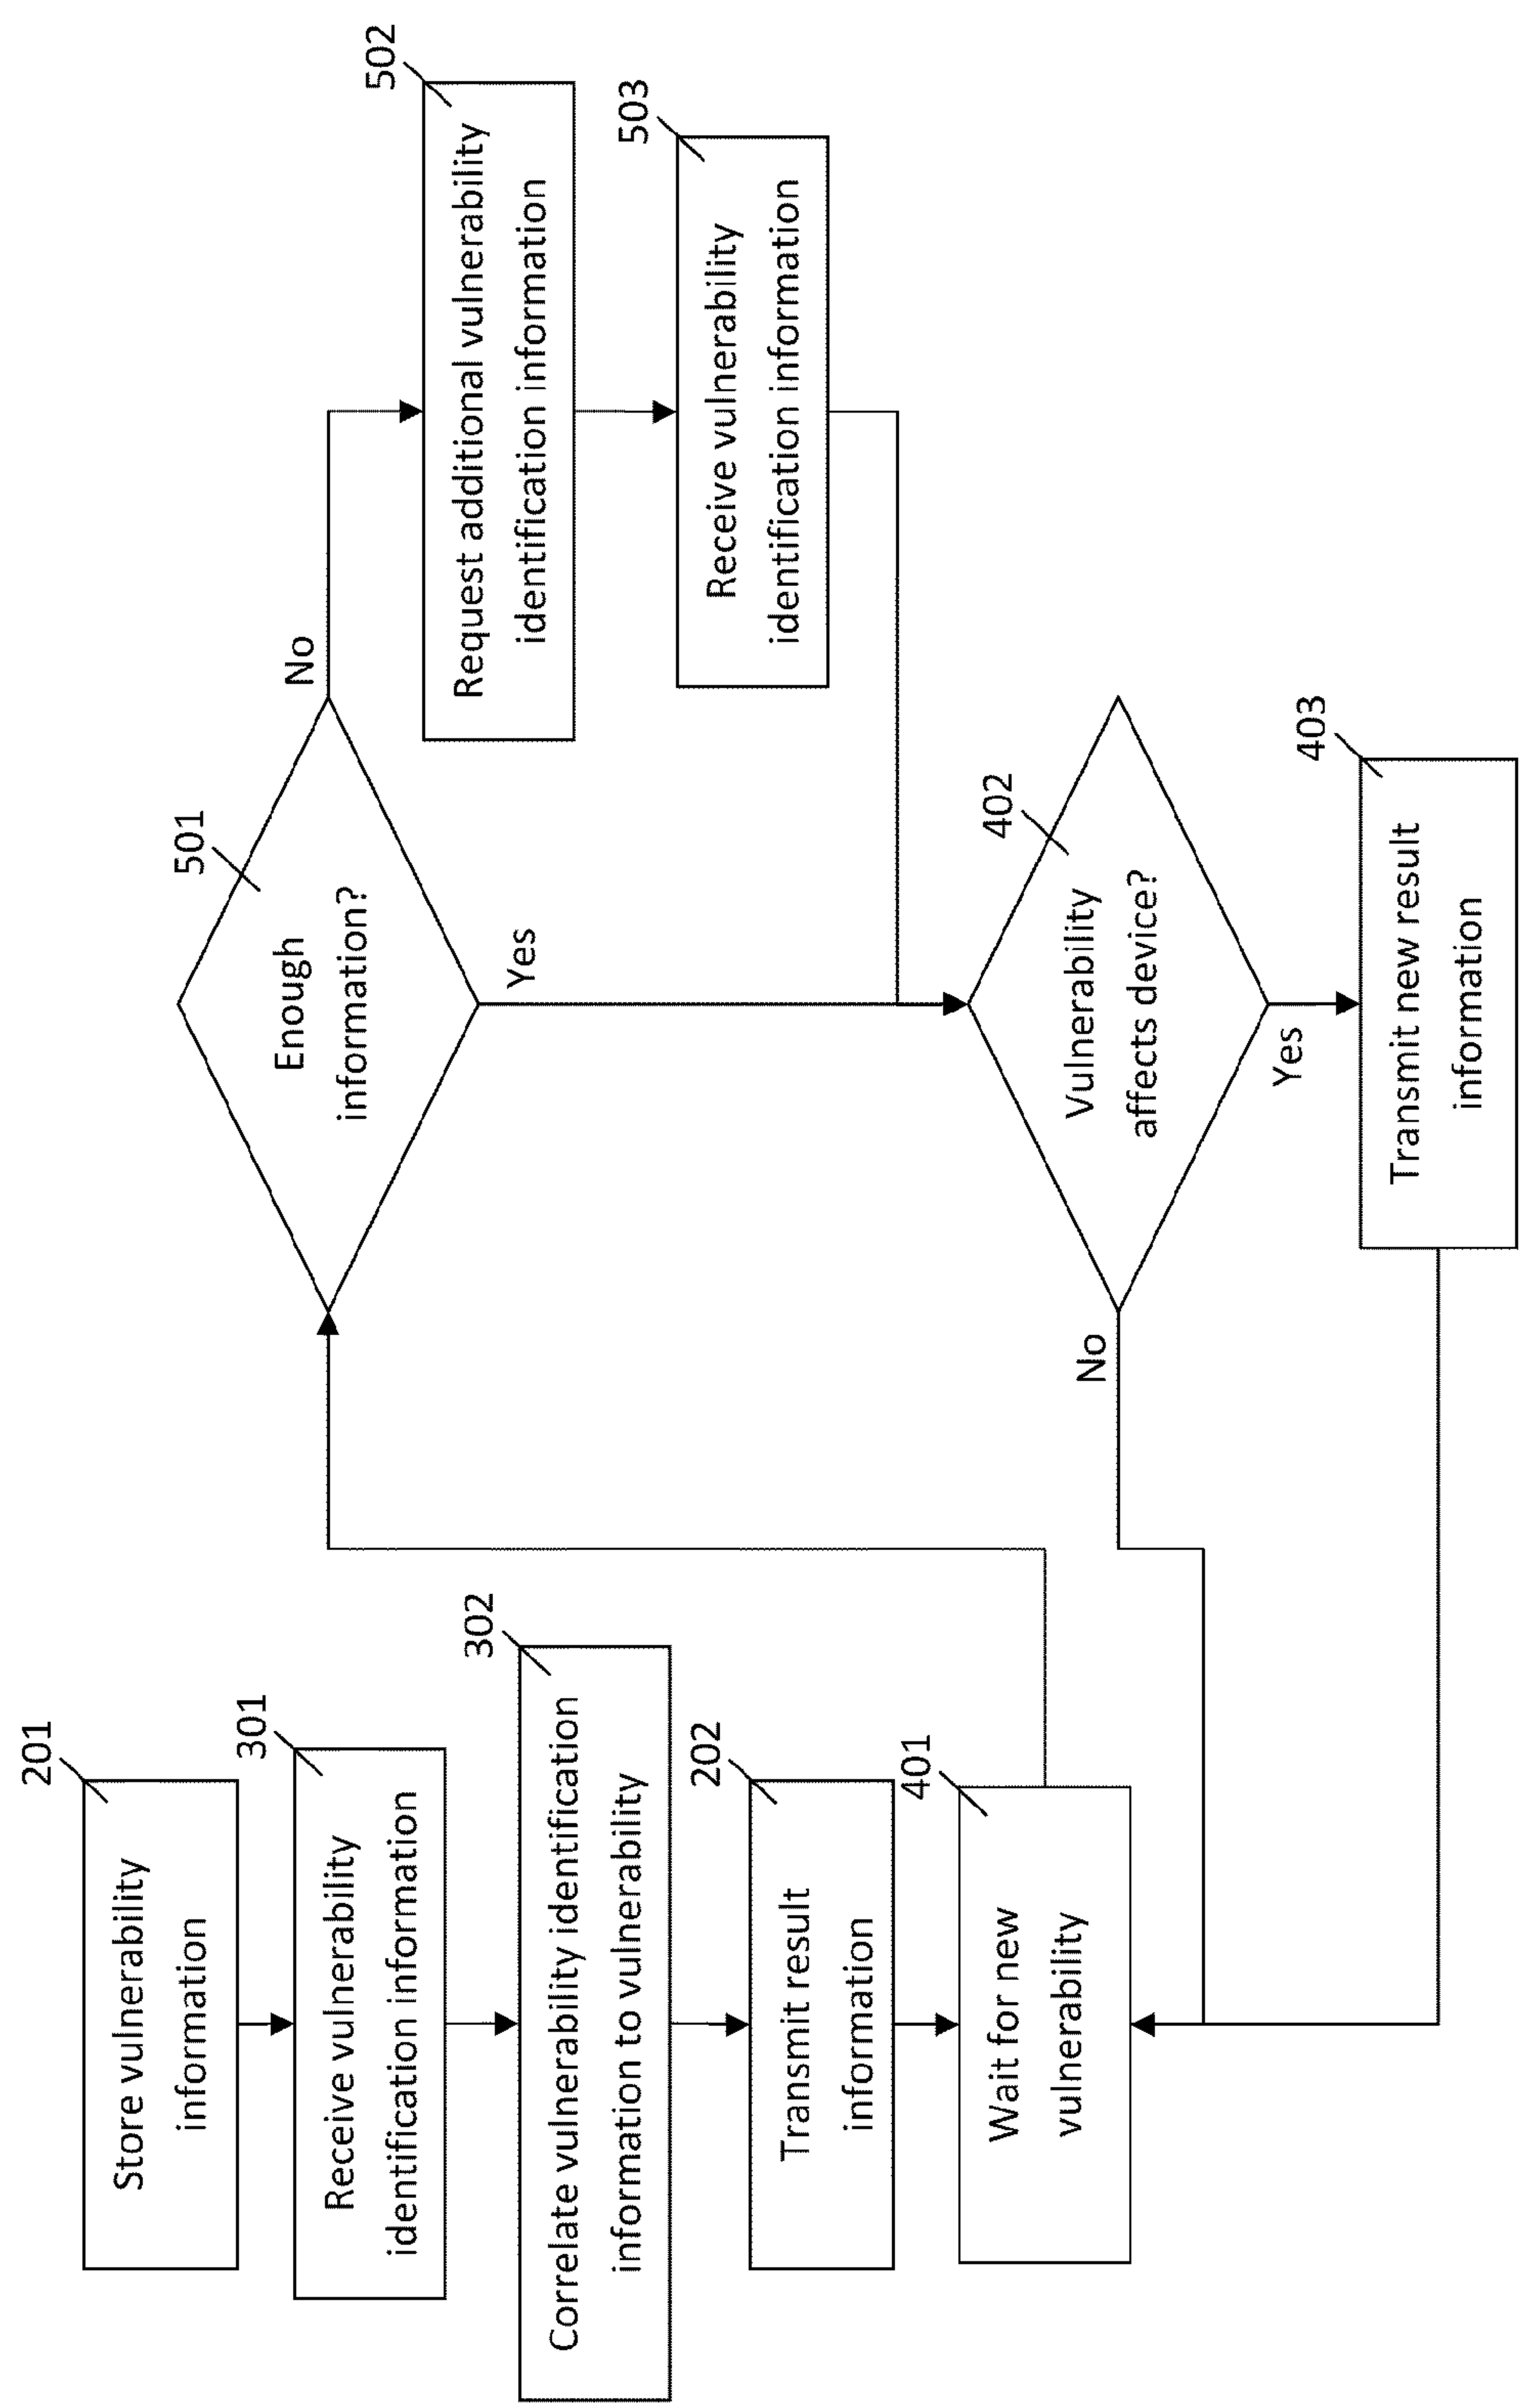 201
Store vulnerability
information
301
Receive vulnerability
identification information
302
Correlate vulnerability identification
information to vulnerability
202
Transmit result
information
401
Wait for new
vulnerability
501
Enough
information?
No
Yes
502
Request additional vulnerability
identification information
503
Receive vulnerability
identification information
402
Vulnerability
affects device?
No
Yes
403
Transmit new result
information